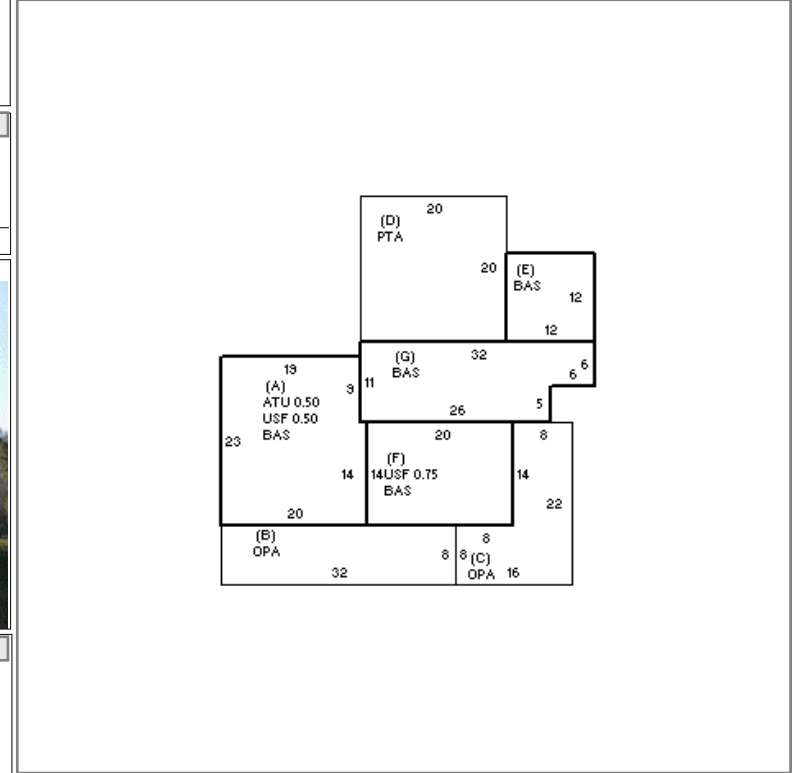 20
(D)
PTA
20
(E)
BAS
12
12
(G)
BAS
32
6
6
11
26
5
19
(A)
ATU 0.50
USF 0.50
BAS
9
23
14
20
20
(F)
14USF 0.75
BAS
8
14
22
(B)
OPA
8
32
8
8
(C)
OPA 16